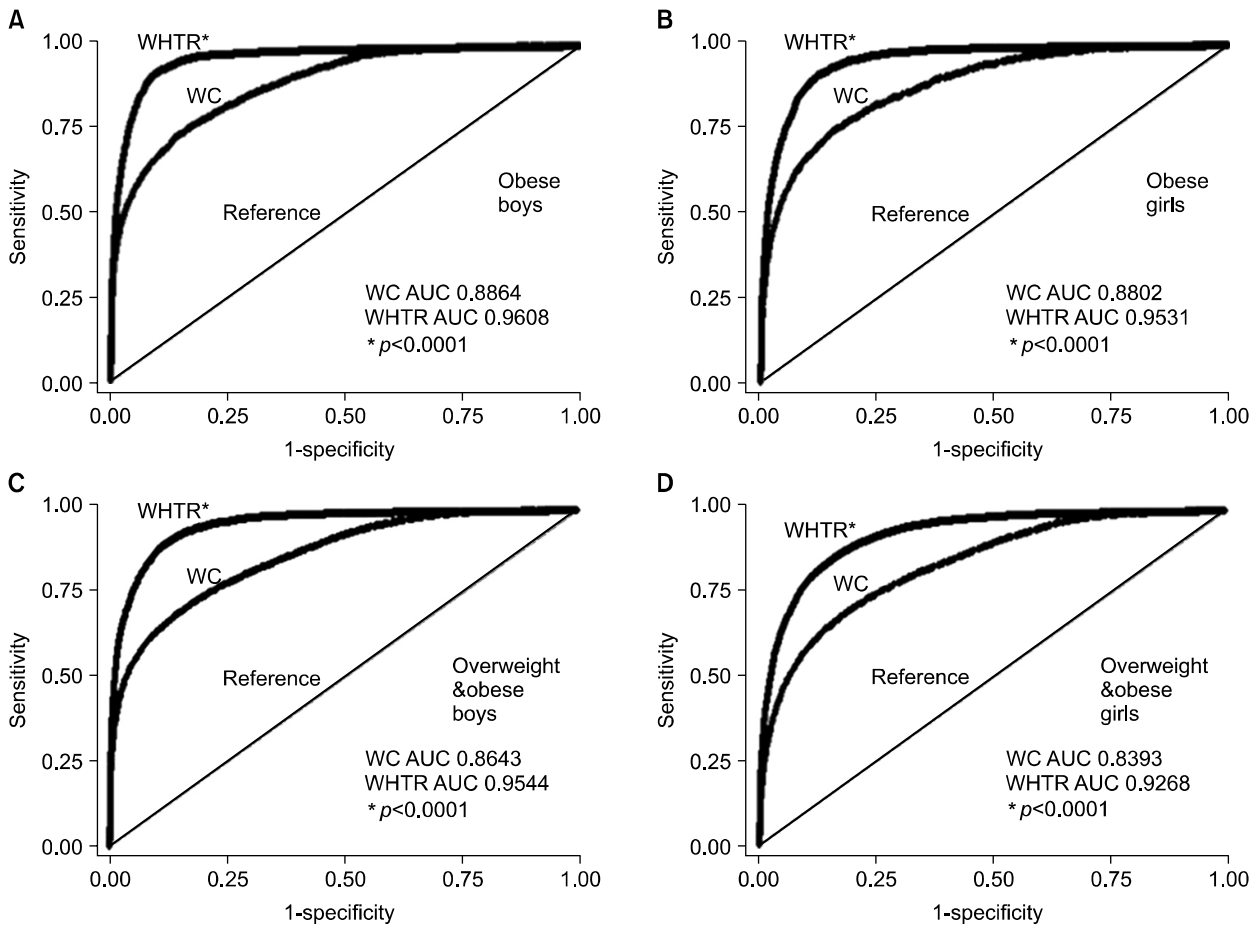 A
WHTR*
WC
Reference
Obese
boys
WC AUC 0.8864
WHTR AUC 0.9608
* p<0.0001
Sensitivity
1.00
0.75
0.50
0.25
0.00
0.00 0.25 0.50 0.75 1.00
1-specificity
B
WHTR*
WC
Reference
Obese
girls
WC AUC 0.8802
WHTR AUC 0.9531
* p<0.0001
Sensitivity
1.00
0.75
0.50
0.25
0.00
0.00 0.25 0.50 0.75 1.00
1-specificity
C
WHTR*
WC
Reference
Overweight
&obese
boys
WC AUC 0.8643
WHTR AUC 0.9544
* p<0.0001
Sensitivity
1.00
0.75
0.50
0.25
0.00
0.00 0.25 0.50 0.75 1.00
1-specificity
D
WHTR*
WC
Reference
Overweight
&obese
girls
WC AUC 0.8393
WHTR AUC 0.9268
* p<0.0001
Sensitivity
1.00
0.75
0.50
0.25
0.00
0.00 0.25 0.50 0.75 1.00
1-specificity